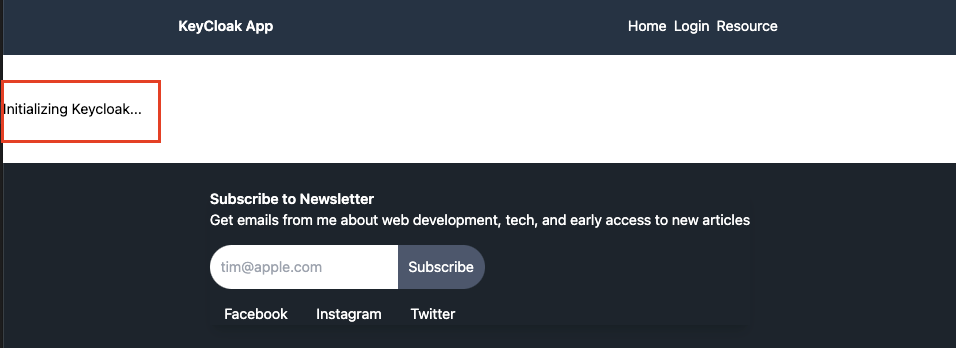 KeyCloak App
Home Login Resource
Initializing Keycloak...
Subscribe to Newsletter
Get emails from me about web development, tech, and early access to new articles
tim@apple.com Subscribe
Facebook Instagram Twitter